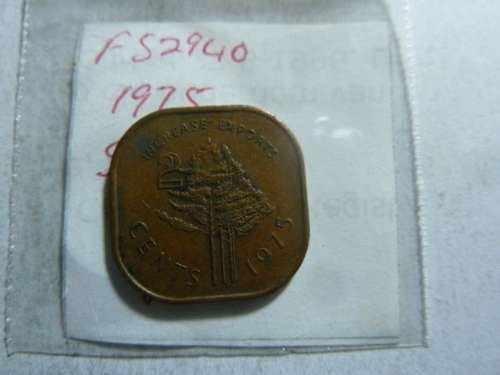 FS2940
1975
S
INCREASE EXPORTS
2
CENTS 1975